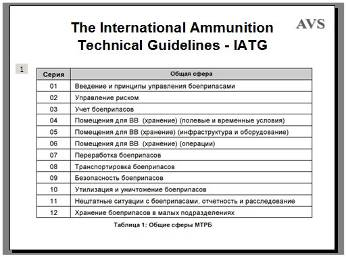 The International Ammunition
Technical Guidelines - IATG
AVS
1
Серия Общая сфера
01 Введение и принципы управления боеприпасами
02 Управление риском
03 Учет боеприпасов
04 Помещения для ВВ (хранение) (полевые и временные условия)
05 Помещения для ВВ (хранение) (инфраструктура и оборудование)
06 Помещения для ВВ (хранение) (операции)
07 Переработка боеприпасов
08 Транспортировка боеприпасов
09 Безопасность боеприпасов
10 Утилизация и уничтожение боеприпасов
11 Нештатные ситуации с боеприпасами, отчетность и расследование
12 Хранение боеприпасов в малых подразделениях
Таблица 1: Общие сферы МТРБ